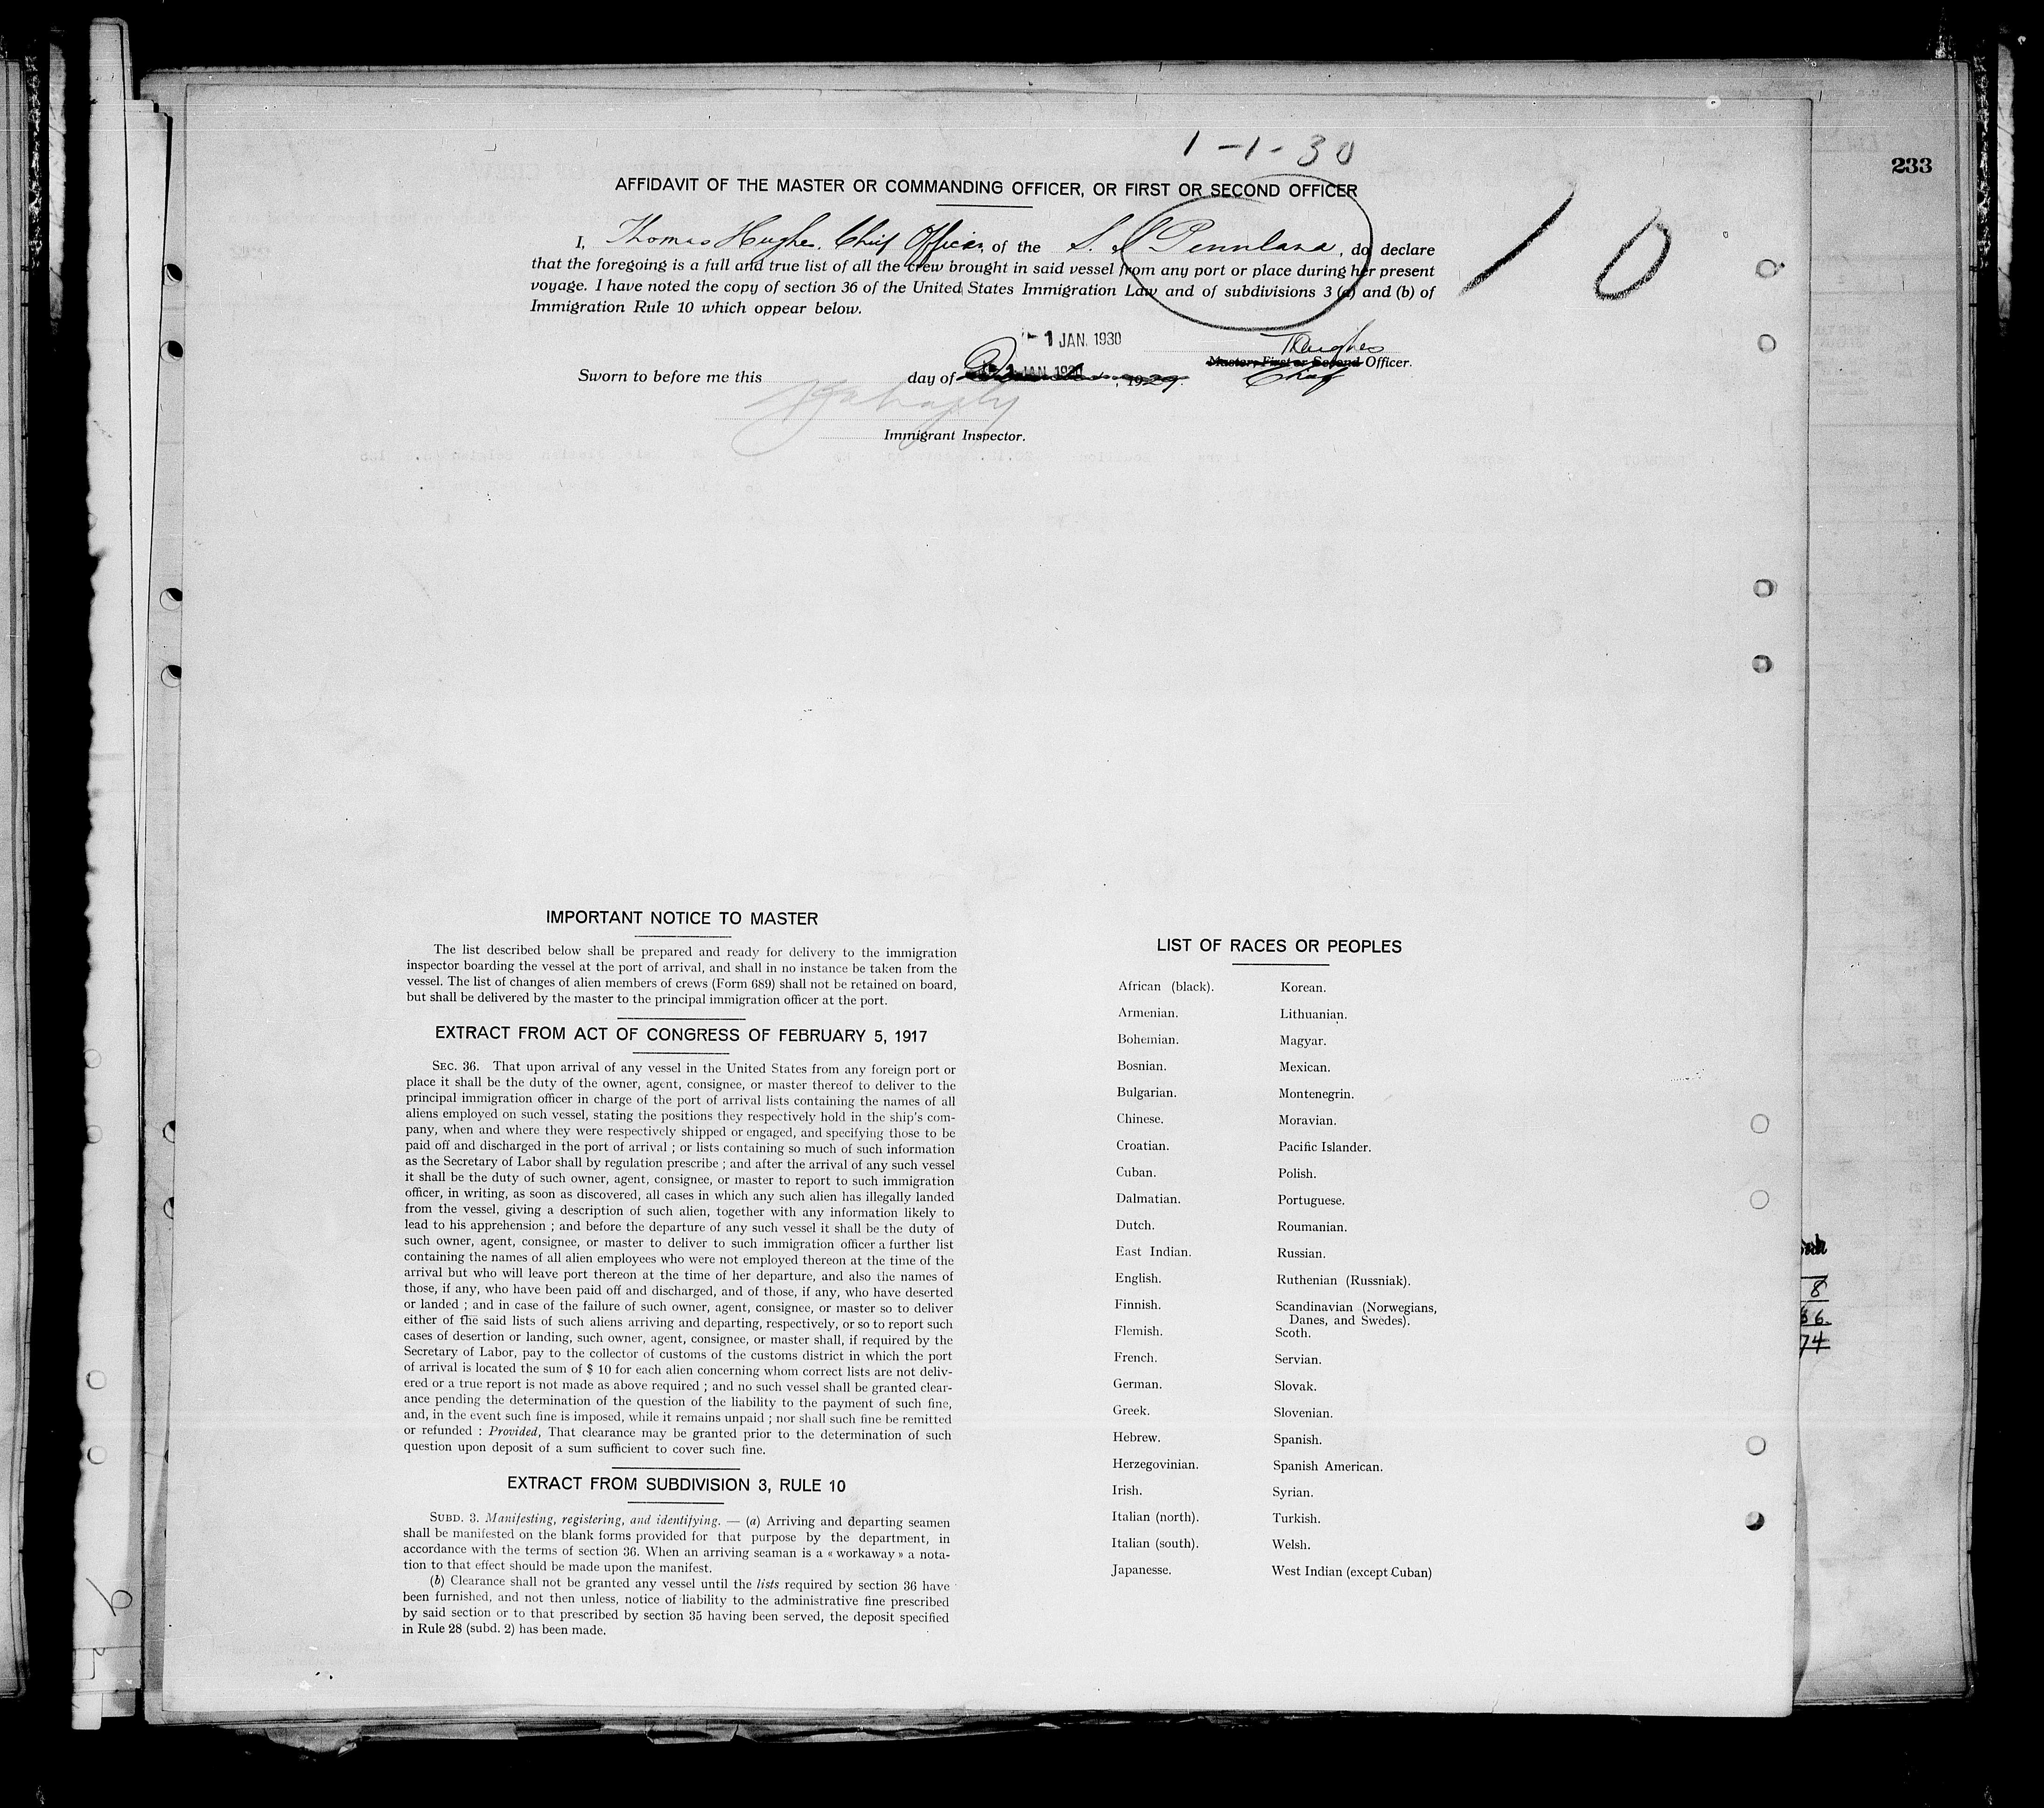 1-1-30
233
AFFIDAVIT OF THE MASTER OR COMMANDING OFFICER, OR FIRST OR SECOND OFFICER
I, Thomas Hughes, Chief Officer, of the S. S. Pennland, do declare
that the foregoing is a full and true list of all the crew brought in said vessel from any port or place during her present
voyage. I have noted the copy of section 36 of the United States Immigration Law and of subdivisions 3 (a) and (b) of
Immigration Rule 10 which oppear below.
10
- 1 JAN. 1930
THughes
Master, First or Second Officer.
Chief
Sworn to before me this day of , 1929.
Immigrant Inspector.
IMPORTANT NOTICE TO MASTER
The list described below shall be prepared and ready for delivery to the immigration
inspector boarding the vessel at the port of arrival, and shall in no instance be taken from the
vessel. The list of changes of alien members of crews (Form 689) shall not be retained on board,
but shall be delivered by the master to the principal immigration officer at the port.
EXTRACT FROM ACT OF CONGRESS OF FEBRUARY 5, 1917
SEC. 36. That upon arrival of any vessel in the United States from any foreign port or
place it shall be the duty of the owner, agent, consignee, or master thereof to deliver to the
principal immigration officer in charge of the port of arrival lists containing the names of all
aliens employed on such vessel, stating the positions they respectively hold in the ship's com-
pany, when and where they were respectively shipped or engaged, and specifying those to be
paid off and discharged in the port of arrival ; or lists containing so much of such information
as the Secretary of Labor shall by regulation prescribe ; and after the arrival of any such vessel
it shall be the duty of such owner, agent, consignee, or master to report to such immigration
officer, in writing, as soon as discovered, all cases in which any such alien has illegally landed
from the vessel, giving a description of such alien, together with any information likely to
lead to his apprehension ; and before the departure of any such vessel it shall be the duty of
such owner, agent, consignee, or master to deliver to such immigration officer a further list
containing the names of all alien employees who were not employed thereon at the time of the
arrival but who will leave port thereon at the time of her departure, and also the names of
those, if any, who have been paid off and discharged, and of those, if any, who have deserted
or landed ; and in case of the failure of such owner, agent, consignee, or master so to deliver
either of the said lists of such aliens arriving and departing, respectively, or so to report such
cases of desertion or landing, such owner, agent, consignee, or master shall, if required by the
Secretary of Labor, pay to the collector of customs of the customs district in which the port
of arrival is located the sum of $ 10 for each alien concerning whom correct lists are not deliv-
ered or a true report is not made as above required ; and no such vessel shall be granted clear-
ance pending the determination of the question of the liability to the payment of such fine,
and, in the event such fine is imposed, while it remains unpaid ; nor shall such fine be remitted
or refunded : Provided, That clearance may be granted prior to the determination of such
question upon deposit of a sum sufficient to cover such fine.
EXTRACT FROM SUBDIVISION 3, RULE 10
SUBD. 3. Manifesting, registering, and identifying. — (a) Arriving and departing seamen
shall be manifested on the blank forms provided for that purpose by the department, in
accordance with the terms of section 36. When an arriving seaman is a « workaway » a nota-
tion to that effect should be made upon the manifest.
(b) Clearance shall not be granted any vessel until the lists required by section 36 have
been furnished, and not then unless, notice of liability to the administrative fine prescribed
by said section or to that prescribed by section 35 having been served, the deposit specified
in Rule 28 (subd. 2) has been made.
LIST OF RACES OR PEOPLES
African (black). Korean.
Armenian. Lithuanian.
Bohemian. Magyar.
Bosnian. Mexican.
Bulgarian. Montenegrin.
Chinese. Moravian.
Croatian. Pacific Islander.
Cuban. Polish.
Dalmatian. Portuguese.
Dutch. Roumanian.
East Indian. Russian.
English. Ruthenian (Russniak).
Finnish. Scandinavian (Norwegians,
Danes, and Swedes).
Flemish. Scoth.
French. Servian.
German. Slovak.
Greek. Slovenian.
Hebrew. Spanish.
Herzegovinian. Spanish American.
Irish. Syrian.
Italian (north). Turkish.
Italian (south). Welsh.
Japanesse. West Indian (except Cuban)
8
86.
74
9